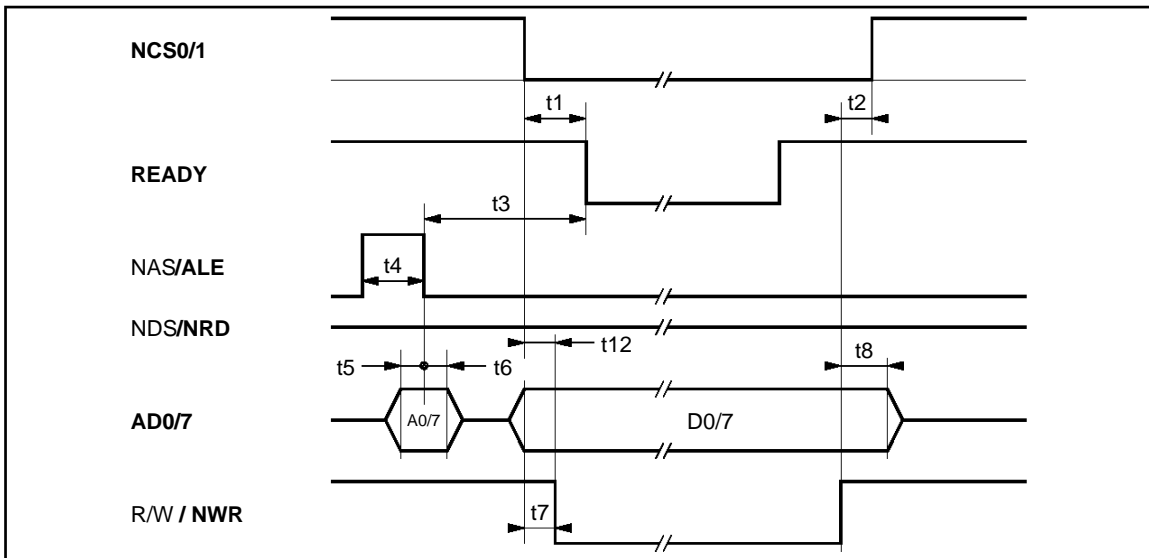 NCS0/1
t1
t2
READY
t3
NAS/ALE
t4
NDS/NRD
t12
t5
t6
t8
AD0/7
A0/7
D0/7
R/W / NWR
t7